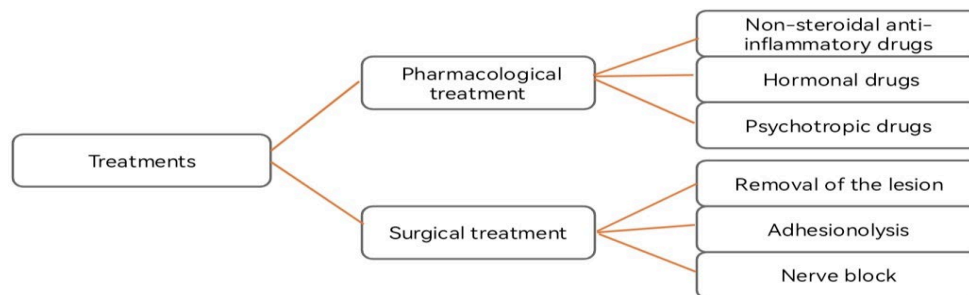 Treatments
Pharmacological
treatment
Non-steroidal anti-
inflammatory drugs
Hormonal drugs
Psychotropic drugs
Surgical treatment
Removal of the lesion
Adhesionolysis
Nerve block